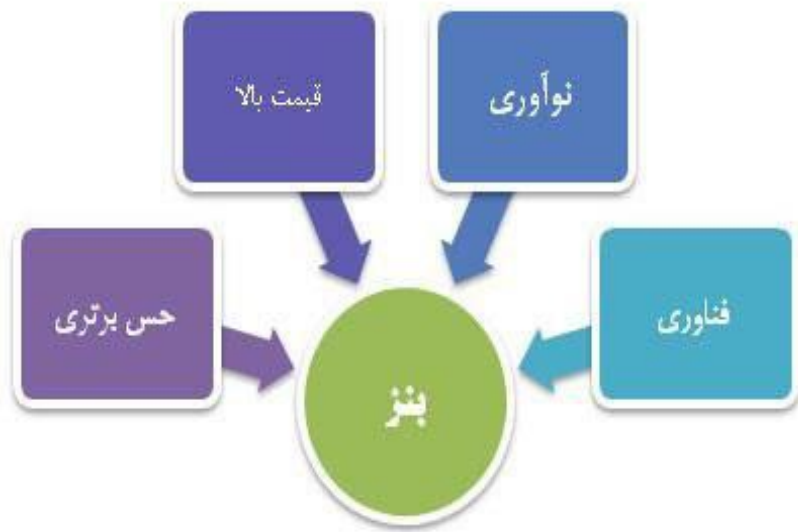 نوآوری
قیمت بالا
فناوری
حس برتری
بنز